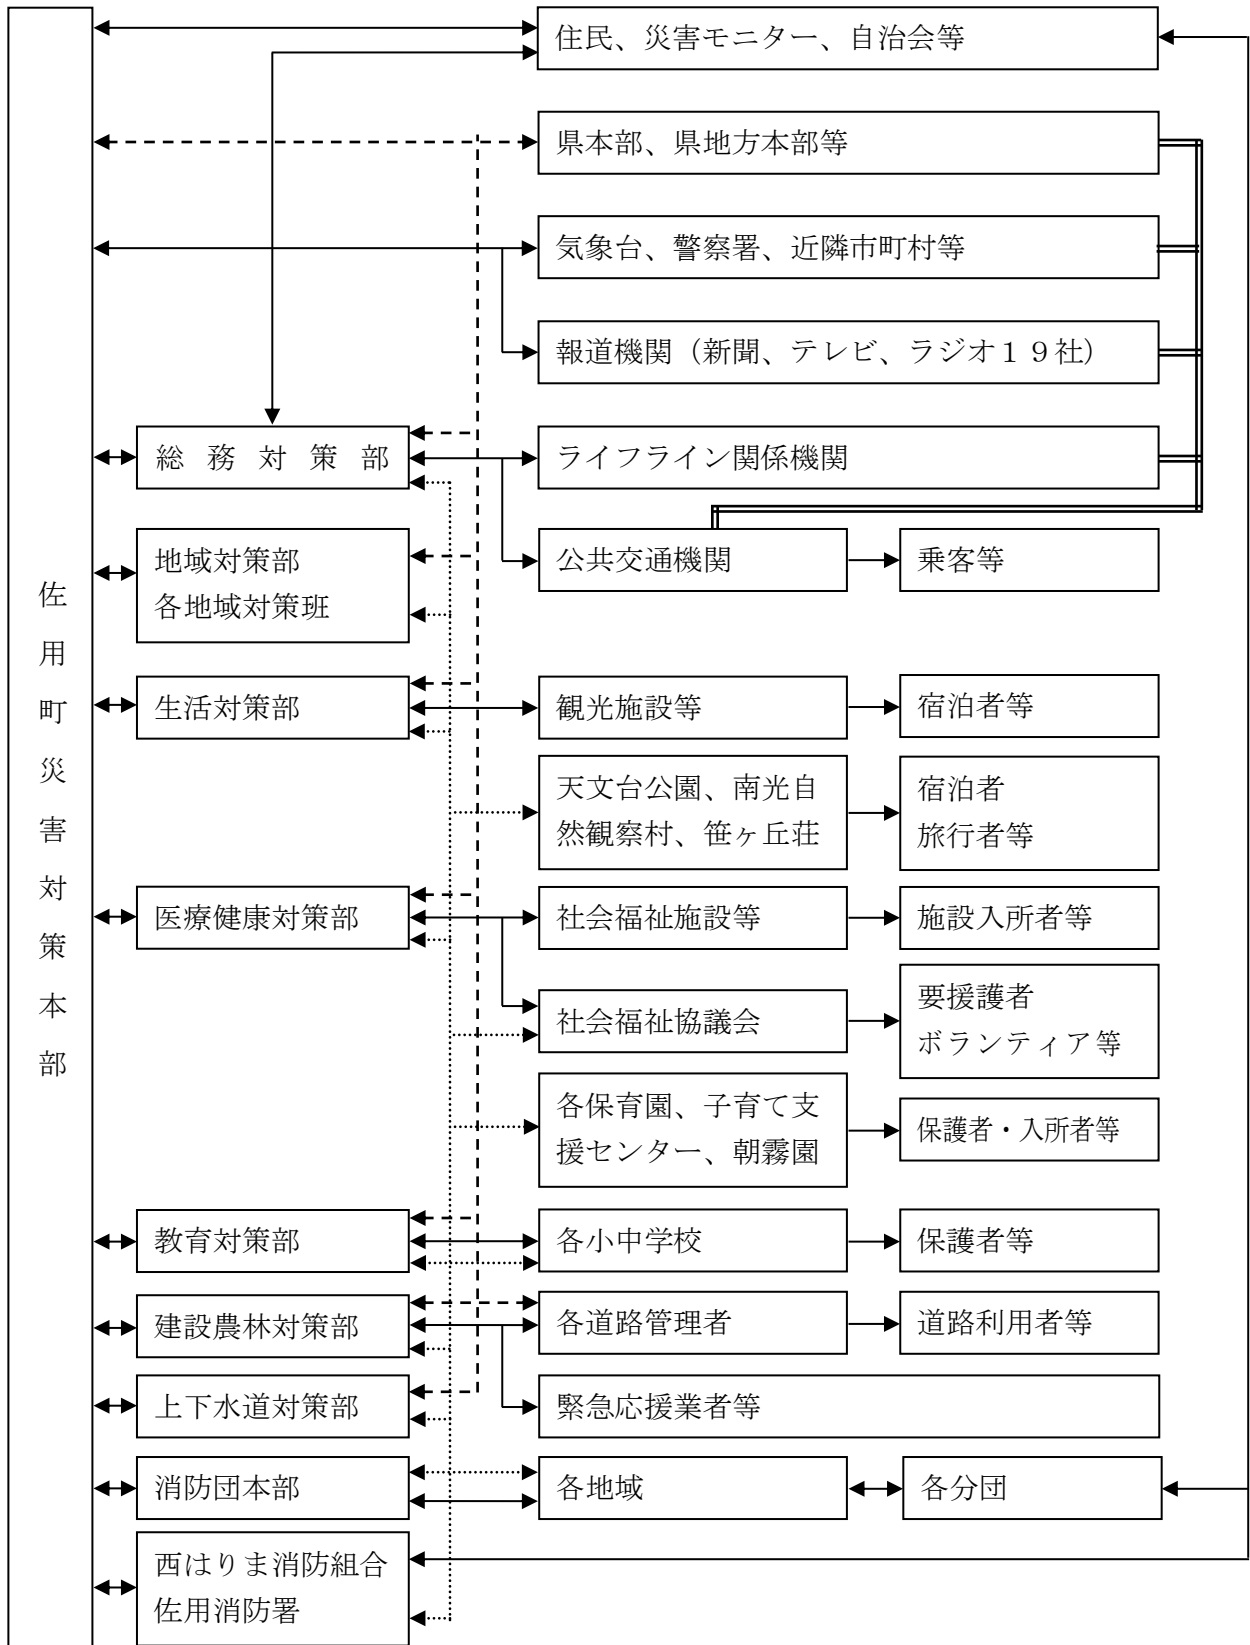 佐用町災害対策本部
住民、災害モニター、自治会等
県本部、県地方本部等
気象台、警察署、近隣市町村等
報道機関（新聞、テレビ、ラジオ１９社）
総務対策部
ライフライン関係機関
地域対策部
各地域対策班
公共交通機関
乗客等
生活対策部
観光施設等
宿泊者等
天文台公園、南光自
然観察村、笹ヶ丘荘
宿泊者
旅行者等
医療健康対策部
社会福祉施設等
施設入所者等
社会福祉協議会
要援護者
ボランティア等
各保育園、子育て支
援センター、朝霧園
保護者・入所者等
教育対策部
各小中学校
保護者等
建設農林対策部
各道路管理者
道路利用者等
上下水道対策部
緊急応援業者等
消防団本部
各地域
各分団
西はりま消防組合
佐用消防署